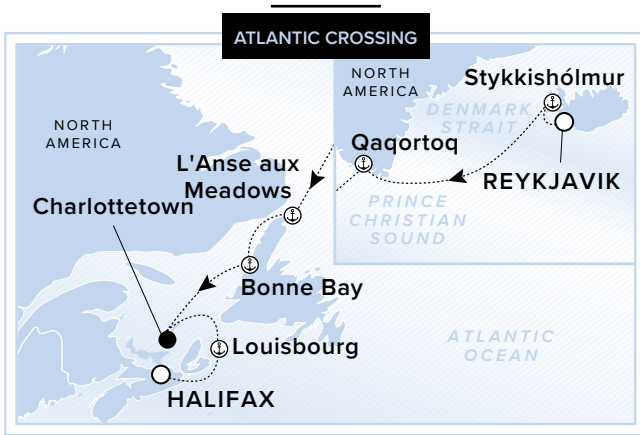 ATLANTIC CROSSING
NORTH
AMERICA
Stykkishólmur
DENMARK
STRAIT
NORTH
AMERICA
Qaqortoq
L'Anse aux
Meadows
REYKJAVIK
Charlottetown
PRINCE
CHRISTIAN
SOUND
Bonne Bay
ATLANTIC
OCEAN
Louisbourg
HALIFAX